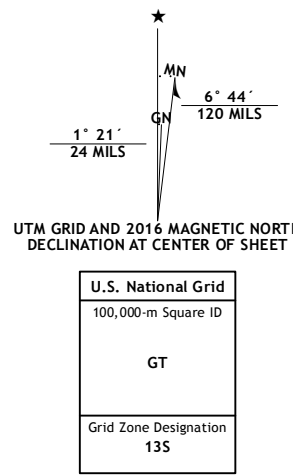 ★
MN
GN
6° 44´
120 MILS
1° 21´
24 MILS
UTM GRID AND 2016 MAGNETIC NORTH
DECLINATION AT CENTER OF SHEET
U.S. National Grid
100,000-m Square ID
GT
Grid Zone Designation
13S